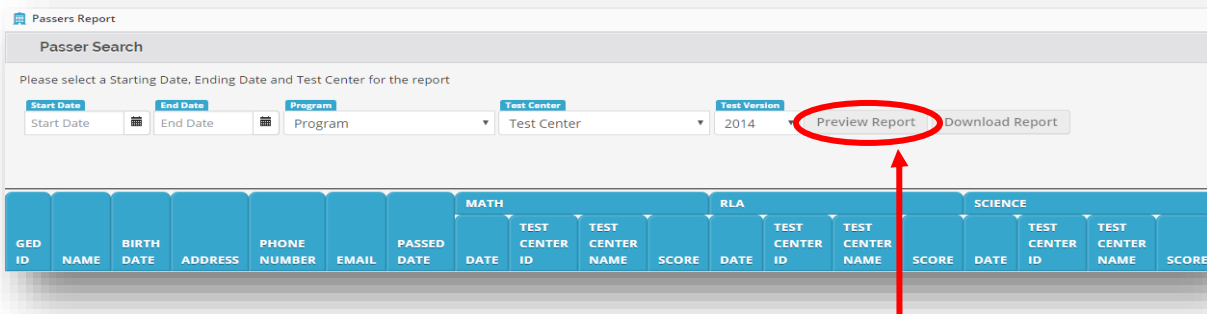 Passers Report
Passer Search
Please select a Starting Date, Ending Date and Test Center for the report
Start Date End Date Program Test Center Test Version
Start Date End Date Program Test Center 2014 Preview Report Download Report
MATH RLA SCIENCE
GED ID NAME BIRTH DATE ADDRESS PHONE NUMBER EMAIL PASSED DATE DATE TEST CENTER ID TEST CENTER NAME SCORE DATE TEST CENTER ID TEST CENTER NAME SCORE DATE TEST CENTER ID TEST CENTER NAME SCORE